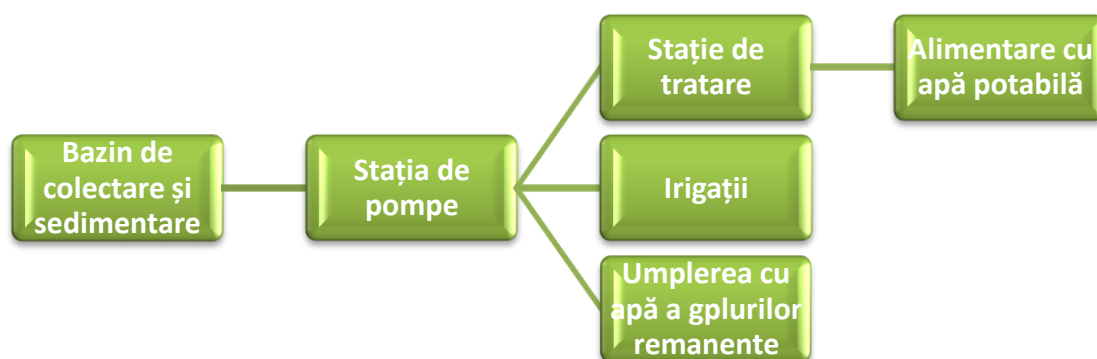 Bazin de
colectare și
sedimentare
Stația de
pompe
Stație de
tratare
Alimentare cu
apă potabilă
Irigații
Umplerea cu
apă a gplurilor
remanente